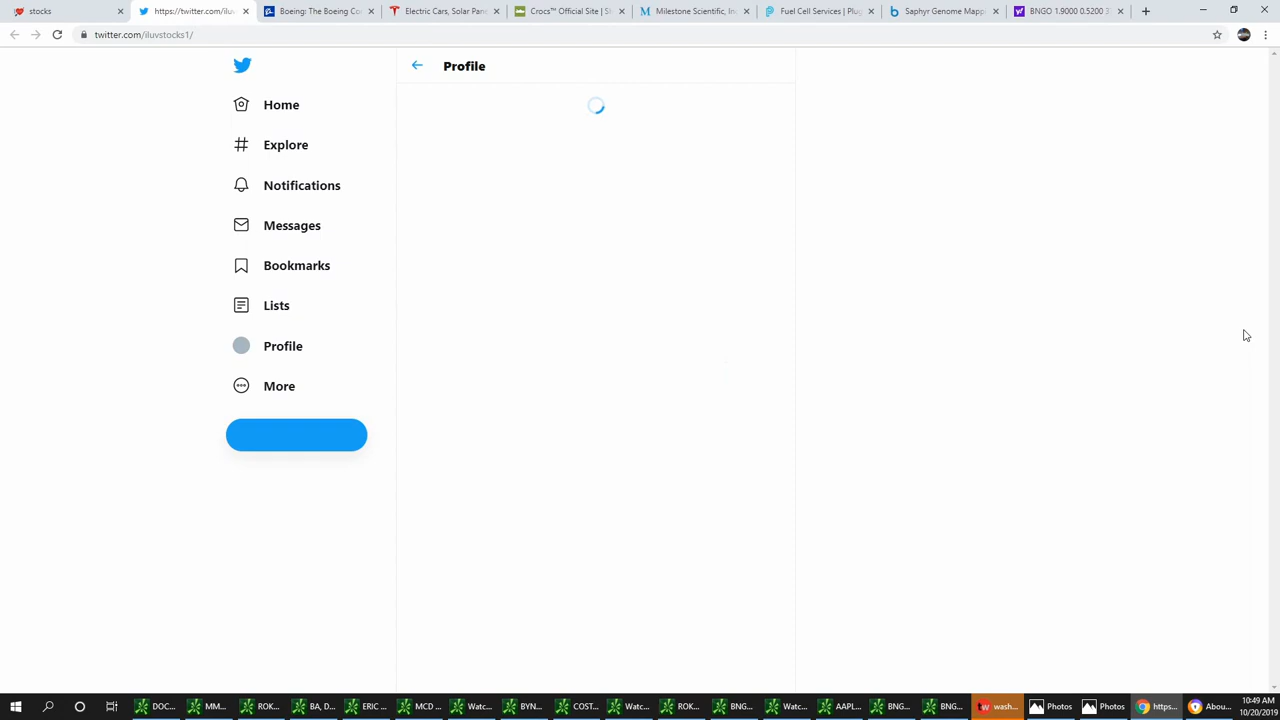 stocks
https://twitter.com/iluv
Boeing: The Boeing Co
Electric Cars, Solar Pane
Crocs™ Official Site | Sh
Milestone Scientific, Inc
Fuel Cell Services | Plug
Saphyr Genome Mapp
BNGO 1.9000 0.5200 3
twitter.com/iluvstocks1/
Profile
Home
Explore
Notifications
Messages
Bookmarks
Lists
Profile
More
DOC...
MM...
ROK...
BA, D...
ERIC ...
MCD ...
Watc...
BYN...
COST...
Watc...
ROK...
BNG...
Watc...
AAPL...
BNG...
BNG...
wash...
Photos
Photos
https...
Abou...
10:49 AM
10/20/2019